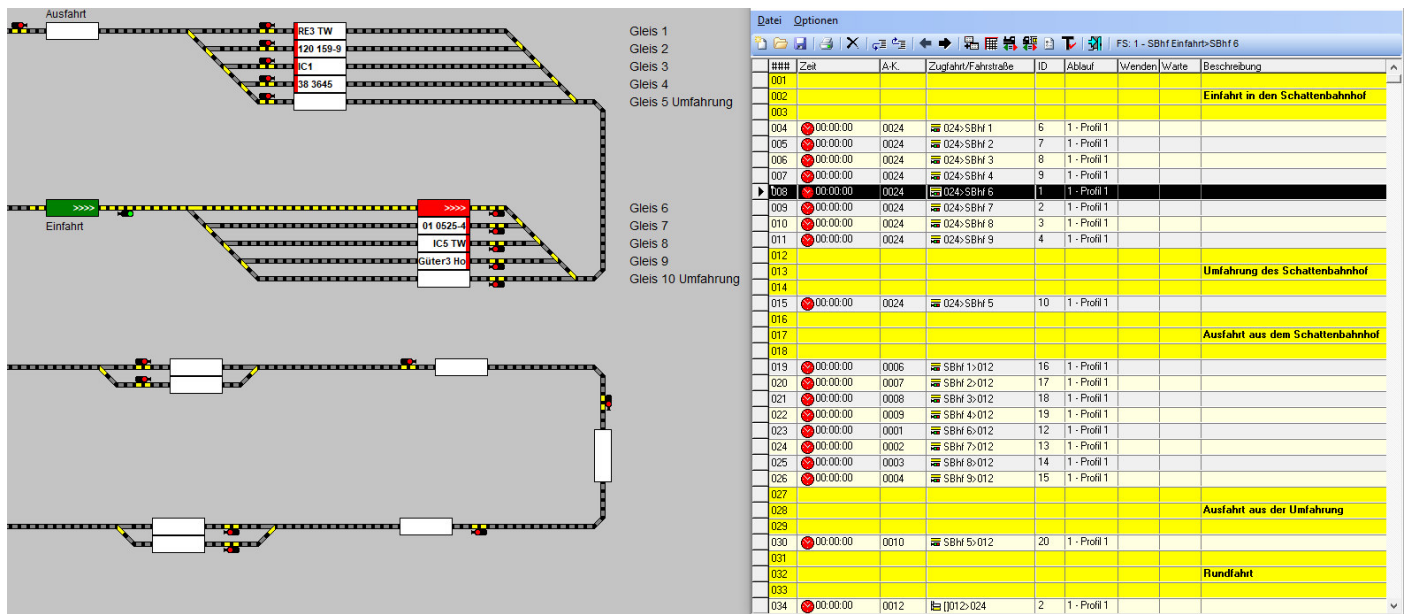 Ausfahrt
RE3 TW
Gleis 1
120 159-9
Gleis 2
IC1
Gleis 3
38 3645
Gleis 4
Gleis 5 Umfahrung
>>>>
>>>>
Gleis 6
Einfahrt
01 0525-4
Gleis 7
IC5 TW
Gleis 8
Güter3 Ho
Gleis 9
Gleis 10 Umfahrung
Datei Optionen
FS: 1 - SBhf Einfahrt>SBhf 6
### Zeit A-K. Zugfahrt/Fahrstraße ID Ablauf Wenden Warte Beschreibung
001
002 Einfahrt in den Schattenbahnhof
003
004 00:00:00 0024 024>SBhf 1 6 1 - Profil 1
005 00:00:00 0024 024>SBhf 2 7 1 - Profil 1
006 00:00:00 0024 024>SBhf 3 8 1 - Profil 1
007 00:00:00 0024 024>SBhf 4 9 1 - Profil 1
008 00:00:00 0024 024>SBhf 6 1 1 - Profil 1
009 00:00:00 0024 024>SBhf 7 2 1 - Profil 1
010 00:00:00 0024 024>SBhf 8 3 1 - Profil 1
011 00:00:00 0024 024>SBhf 9 4 1 - Profil 1
012
013 Umfahrung des Schattenbahnhof
014
015 00:00:00 0024 024>SBhf 5 10 1 - Profil 1
016
017 Ausfahrt aus dem Schattenbahnhof
018
019 00:00:00 0006 SBhf 1>012 16 1 - Profil 1
020 00:00:00 0007 SBhf 2>012 17 1 - Profil 1
021 00:00:00 0008 SBhf 3>012 18 1 - Profil 1
022 00:00:00 0009 SBhf 4>012 19 1 - Profil 1
023 00:00:00 0001 SBhf 6>012 12 1 - Profil 1
024 00:00:00 0002 SBhf 7>012 13 1 - Profil 1
025 00:00:00 0003 SBhf 8>012 14 1 - Profil 1
026 00:00:00 0004 SBhf 9>012 15 1 - Profil 1
027
028 Ausfahrt aus der Umfahrung
029
030 00:00:00 0010 SBhf 5>012 20 1 - Profil 1
031
032 Rundfahrt
033
034 00:00:00 0012 []012>024 2 1 - Profil 1